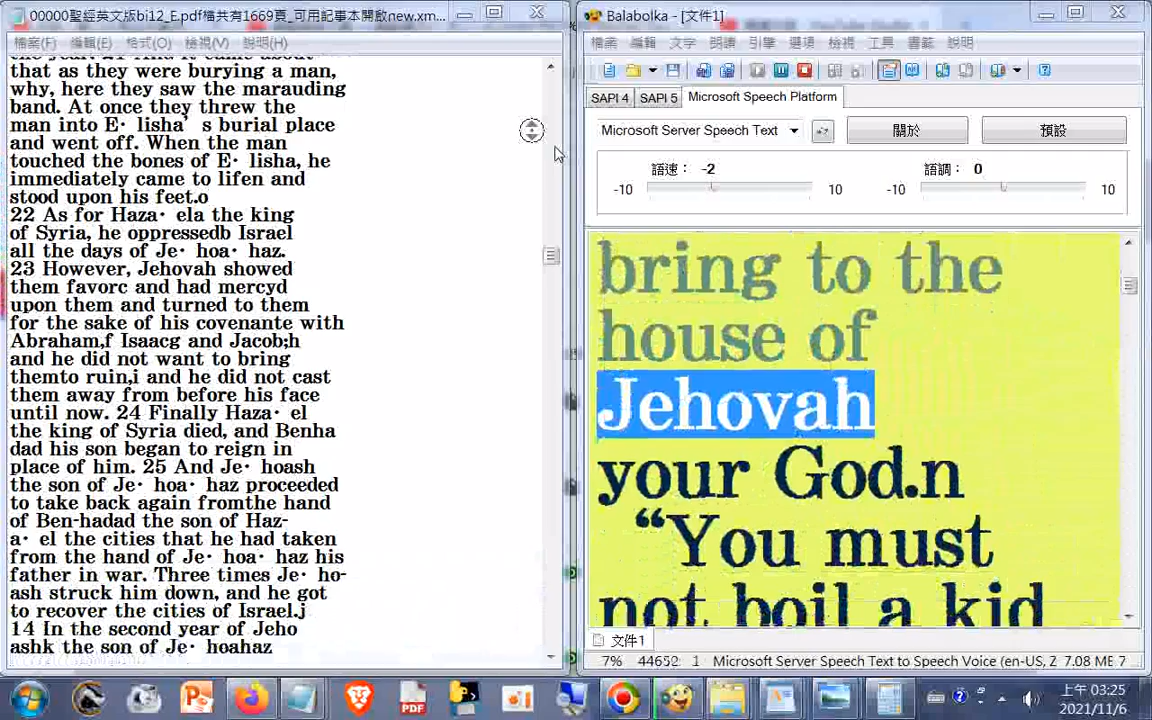 00000聖經英文版bi12_E.pdf檔共有1669頁_可用記事本開啟new.xm...
檔案(F) 編輯(E) 格式(O) 檢視(V) 說明(H)
that as they were burying a man,
why, here they saw the marauding
band. At once they threw the
man into E· lisha’s burial place
and went off. When the man
touched the bones of E· lisha, he
immediately came to lifen and
stood upon his feet.o
22 As for Haza· ela the king
of Syria, he oppressedb Israel
all the days of Je· hoa· haz.
23 However, Jehovah showed
them favorc and had mercyd
upon them and turned to them
for the sake of his covenante with
Abraham,f Isaacg and Jacob;h
and he did not want to bring
themto ruin,i and he did not cast
them away from before his face
until now. 24 Finally Haza· el
the king of Syria died, and Benha
dad his son began to reign in
place of him. 25 And Je· hoash
the son of Je· hoa· haz proceeded
to take back again fromthe hand
of Ben-hadad the son of Haz-
a· el the cities that he had taken
from the hand of Je· hoa· haz his
father in war. Three times Je· ho-
ash struck him down, and he got
to recover the cities of Israel.j
14 In the second year of Jeho
ashk the son of Je· hoahaz
Balabolka - [文件1]
檔案 編輯 文字 朗讀 引擎 選項 檢視 工具 書籤 說明
SAPI 4 SAPI 5 Microsoft Speech Platform
Microsoft Server Speech Text 關於 預設
語速： -2 語調： 0
-10 10 -10 10
bring to the
house of
Jehovah
your God.n
“You must
not boil a kid
文件1
7% 44652: 1 Microsoft Server Speech Text to Speech Voice (en-US, 2 7.08 ME 7
上午 03:25
2021/11/6